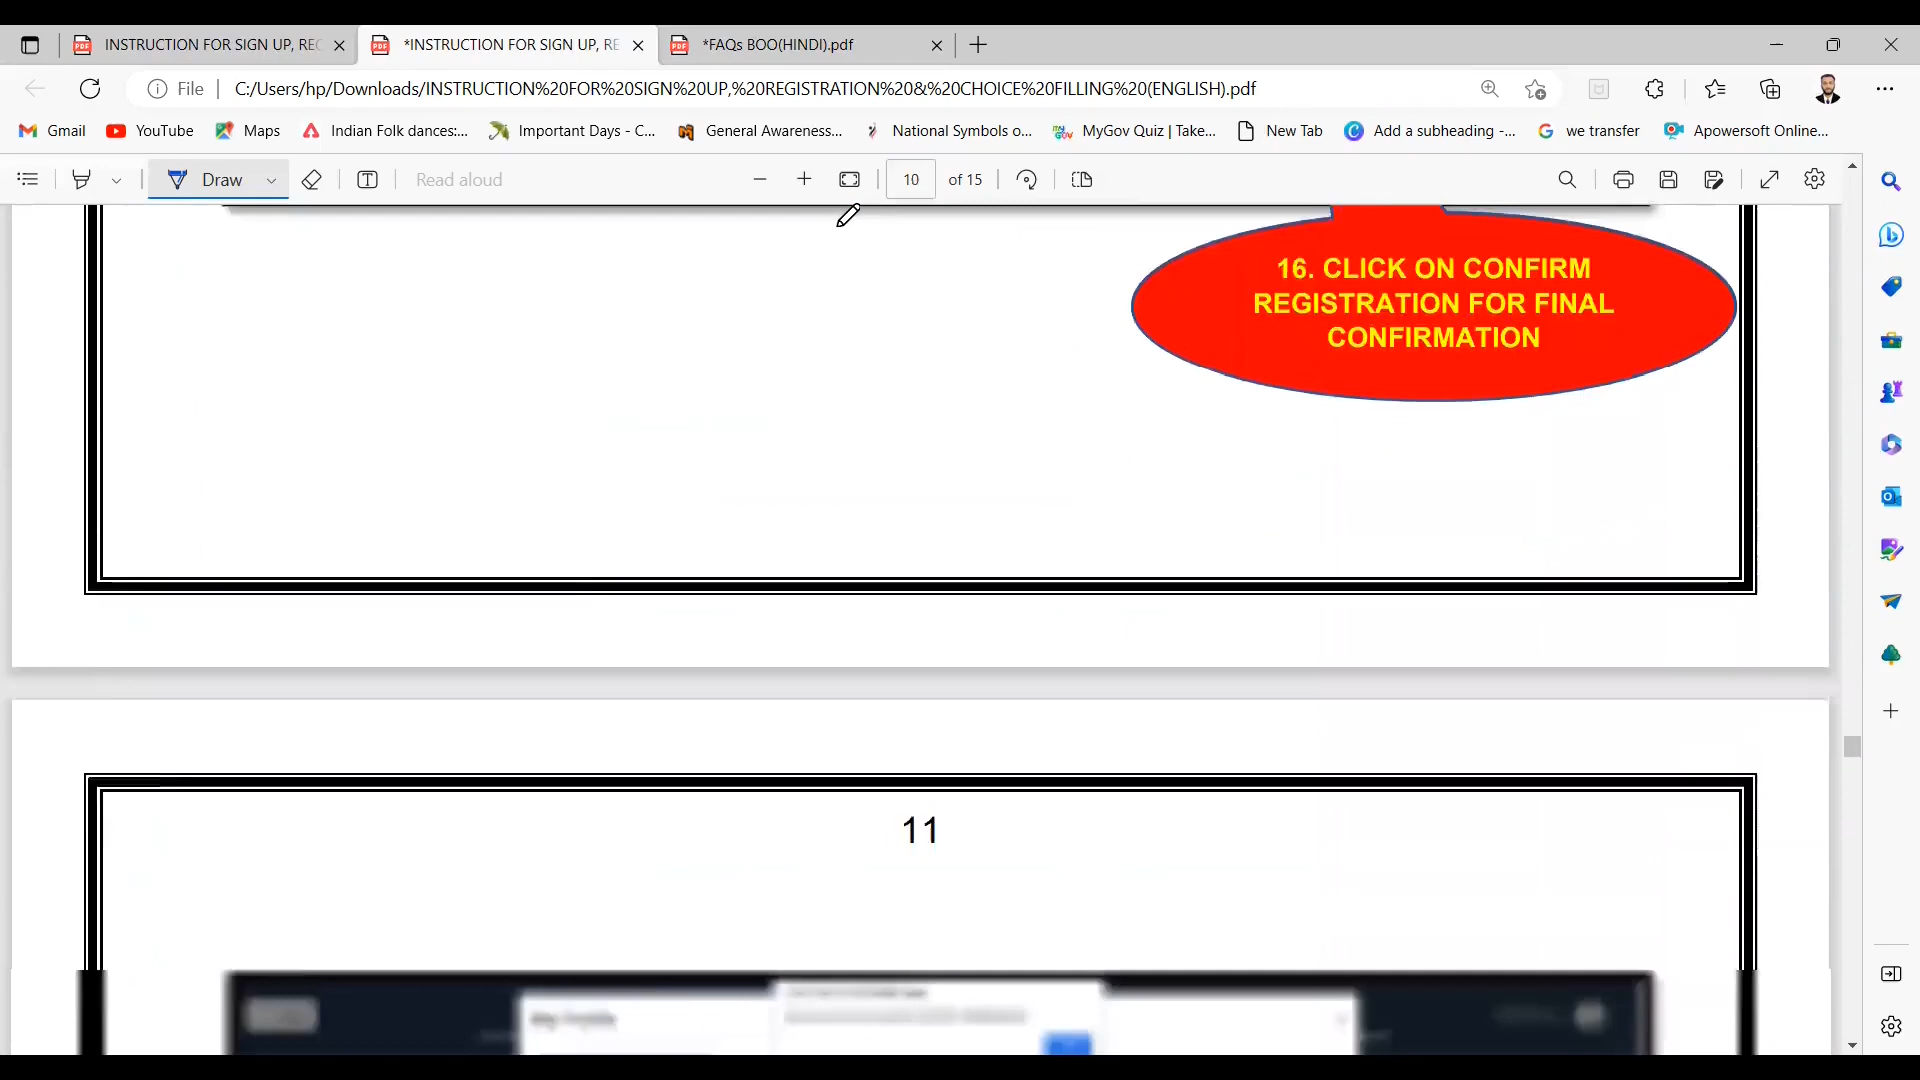 INSTRUCTION FOR SIGN UP, REC
*INSTRUCTION FOR SIGN UP, RE
*FAQs BOO(HINDI).pdf
File
C:/Users/hp/Downloads/INSTRUCTION%20FOR%20SIGN%20UP,%20REGISTRATION%20&%20CHOICE%20FILLING%20(ENGLISH).pdf
Gmail
YouTube
Maps
Indian Folk dances:...
Important Days - C...
General Awareness...
National Symbols o...
MyGov Quiz | Take...
New Tab
Add a subheading -...
we transfer
Apowersoft Online...
Draw
Read aloud
10
of 15
16. CLICK ON CONFIRM
REGISTRATION FOR FINAL
CONFIRMATION
11